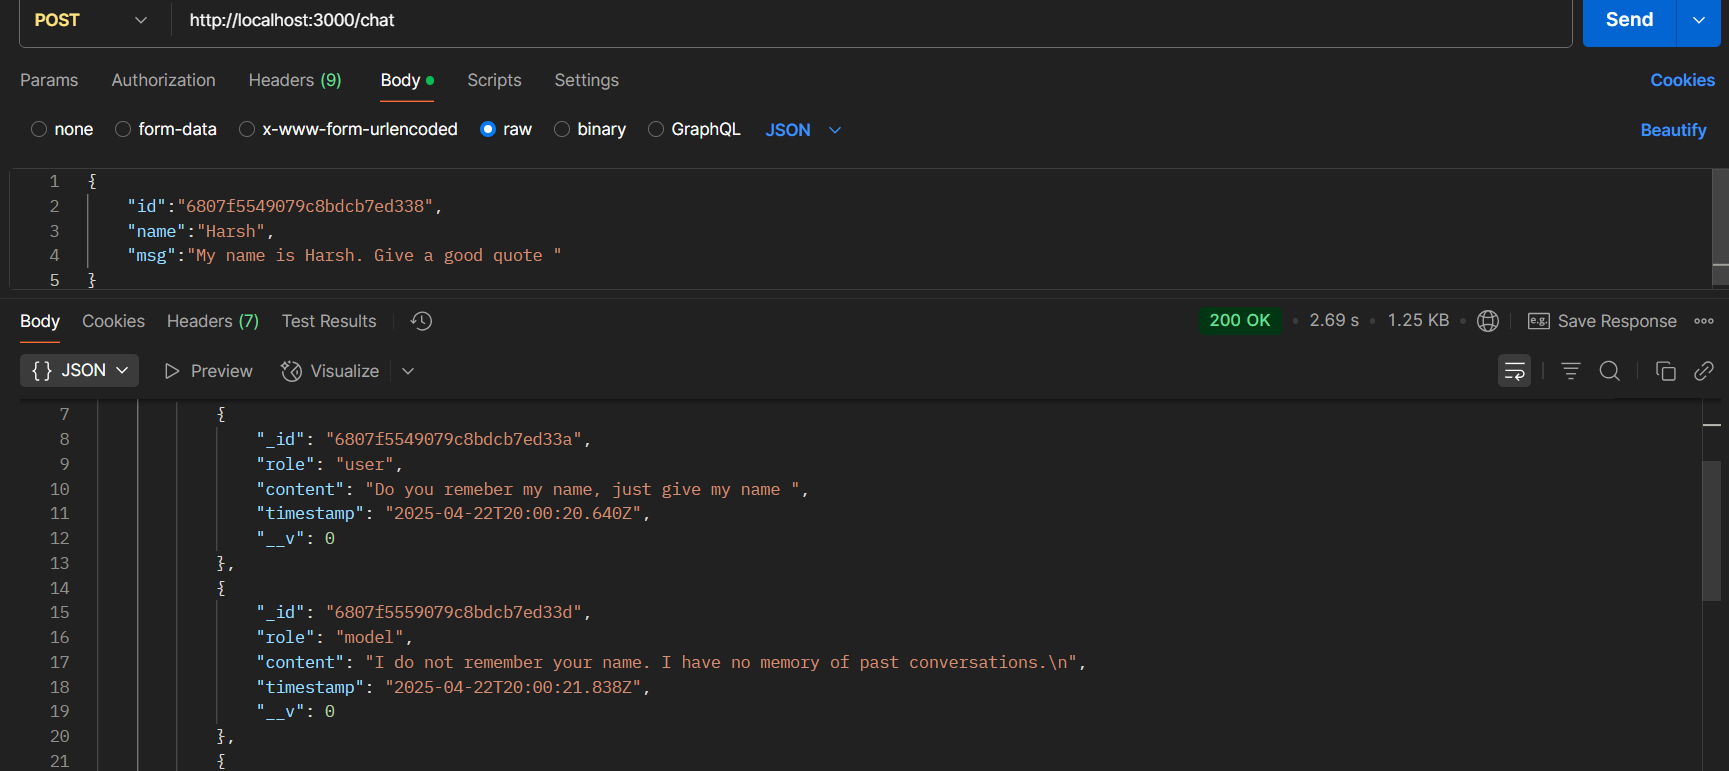 POST http://localhost:3000/chat Send
Params Authorization Headers (9) Body Scripts Settings Cookies
none form-data x-www-form-urlencoded raw binary GraphQL JSON Beautify
1 {
2 "id":"6807f5549079c8bdcb7ed338",
3 "name":"Harsh",
4 "msg":"My name is Harsh. Give a good quote "
5 }
Body Cookies Headers (7) Test Results 200 OK 2.69 s 1.25 KB e.g. Save Response
{} JSON Preview Visualize
7 {
8 "_id": "6807f5549079c8bdcb7ed33a",
9 "role": "user",
10 "content": "Do you remeber my name, just give my name ",
11 "timestamp": "2025-04-22T20:00:20.640Z",
12 "__v": 0
13 },
14 {
15 "_id": "6807f5559079c8bdcb7ed33d",
16 "role": "model",
17 "content": "I do not remember your name. I have no memory of past conversations.\n",
18 "timestamp": "2025-04-22T20:00:21.838Z",
19 "__v": 0
20 },
21 {